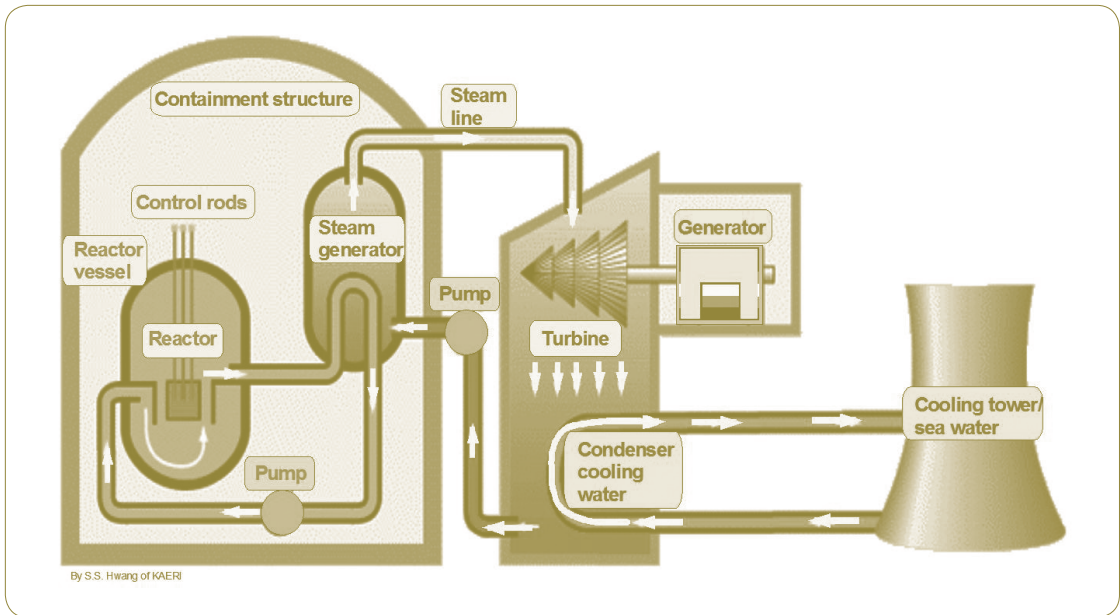 Containment structure
Steam
line
Control rods
Steam
generator
Generator
Reactor
vessel
Pump
Reactor
Turbine
Cooling tower/
sea water
Condenser
cooling
water
Pump
By S.S. Hwang of KAERI